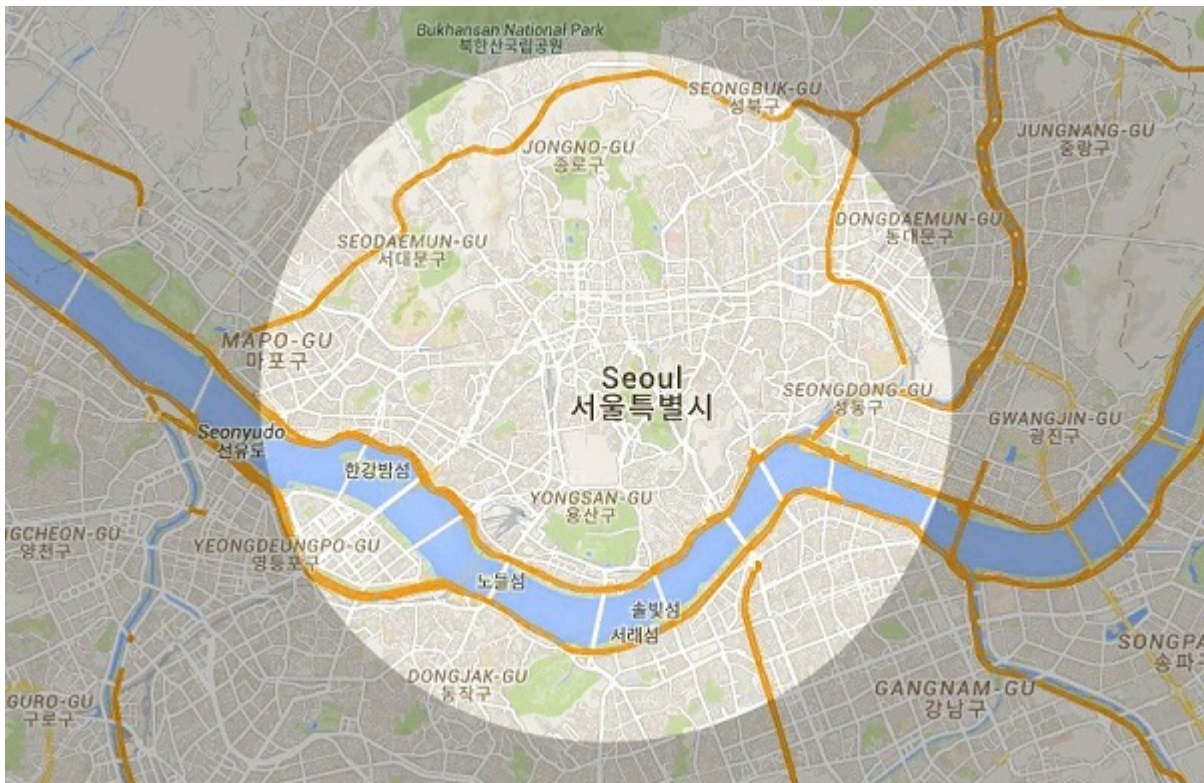 Bukhansan National Park
북한산국립공원
SEONGBUK-GU
성북구
JUNGNANG-GU
중랑구
JONGNO-GU
종로구
DONGDAEMUN-GU
동대문구
SEODAEMUN-GU
서대문구
MAPO-GU
마포구
Seoul
서울특별시
SEONGDONG-GU
성동구
GWANGJIN-GU
광진구
Seonyudo
선유도
한강밤섬
YONGSAN-GU
용산구
NGCHEON-GU
양천구
YEONGDEUNGPO-GU
영등포구
노들섬
솔빛섬
서래섬
SONGPA
송파구
DONGJAK-GU
동작구
GANGNAM-GU
강남구
GURO-GU
구로구